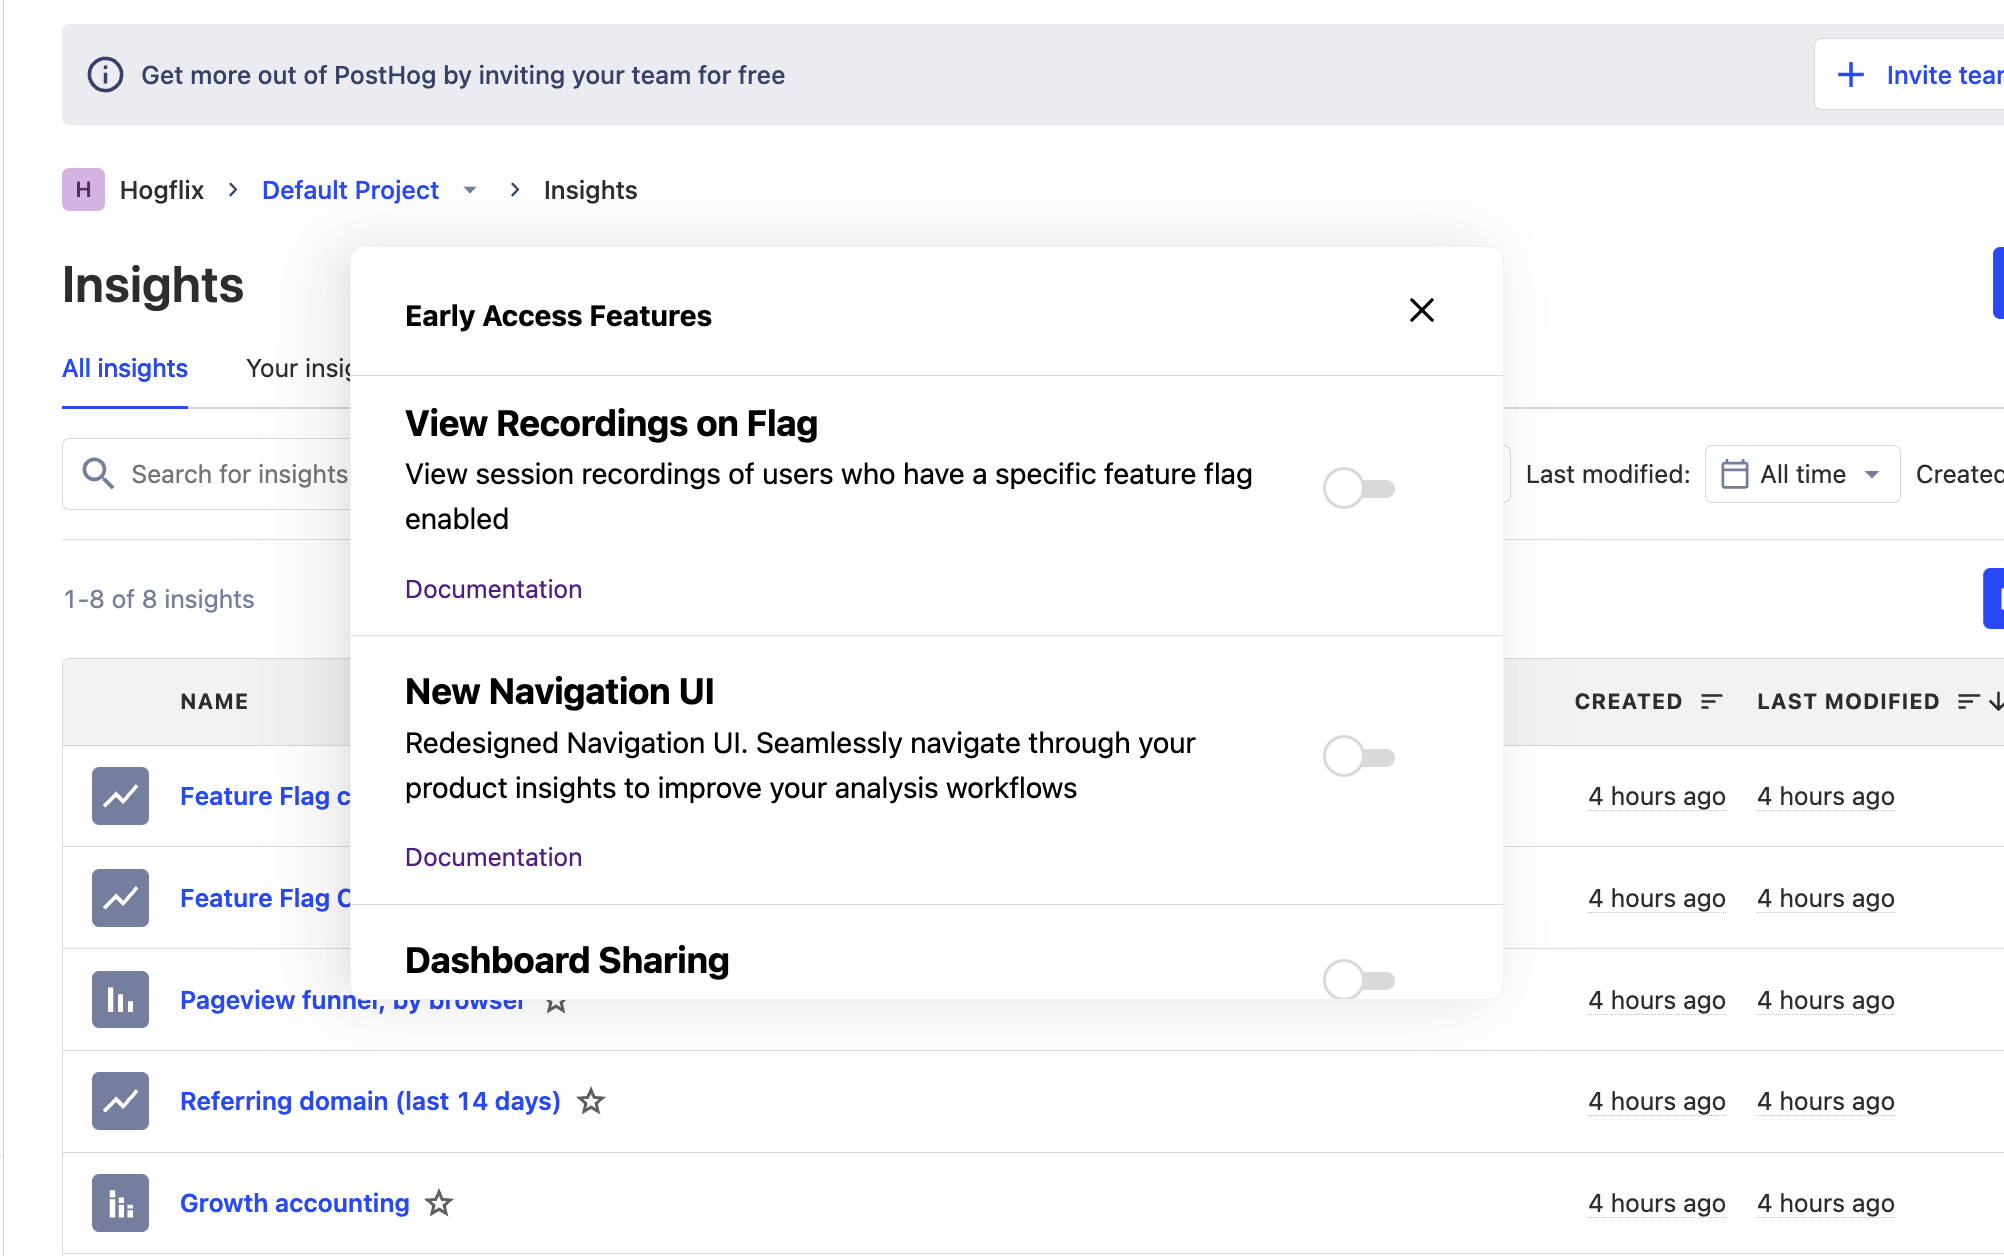 Get more out of PostHog by inviting your team for free
Invite
H Hogflix Default Project Insights
Insights
Early Access Features
All insights Your
View Recordings on Flag
View session recordings of users who have a specific feature flag
enabled
Documentation
Search for insights
Last modified: All time Created
1-8 of 8 insights
New Navigation UI
Redesigned Navigation UI. Seamlessly navigate through your
product insights to improve your analysis workflows
Documentation
Dashboard Sharing
NAME CREATED LAST MODIFIED
Feature Flag 4 hours ago 4 hours ago
Feature Flag 4 hours ago 4 hours ago
Pageview funnel, by browser 4 hours ago 4 hours ago
Referring domain (last 14 days) 4 hours ago 4 hours ago
Growth accounting 4 hours ago 4 hours ago